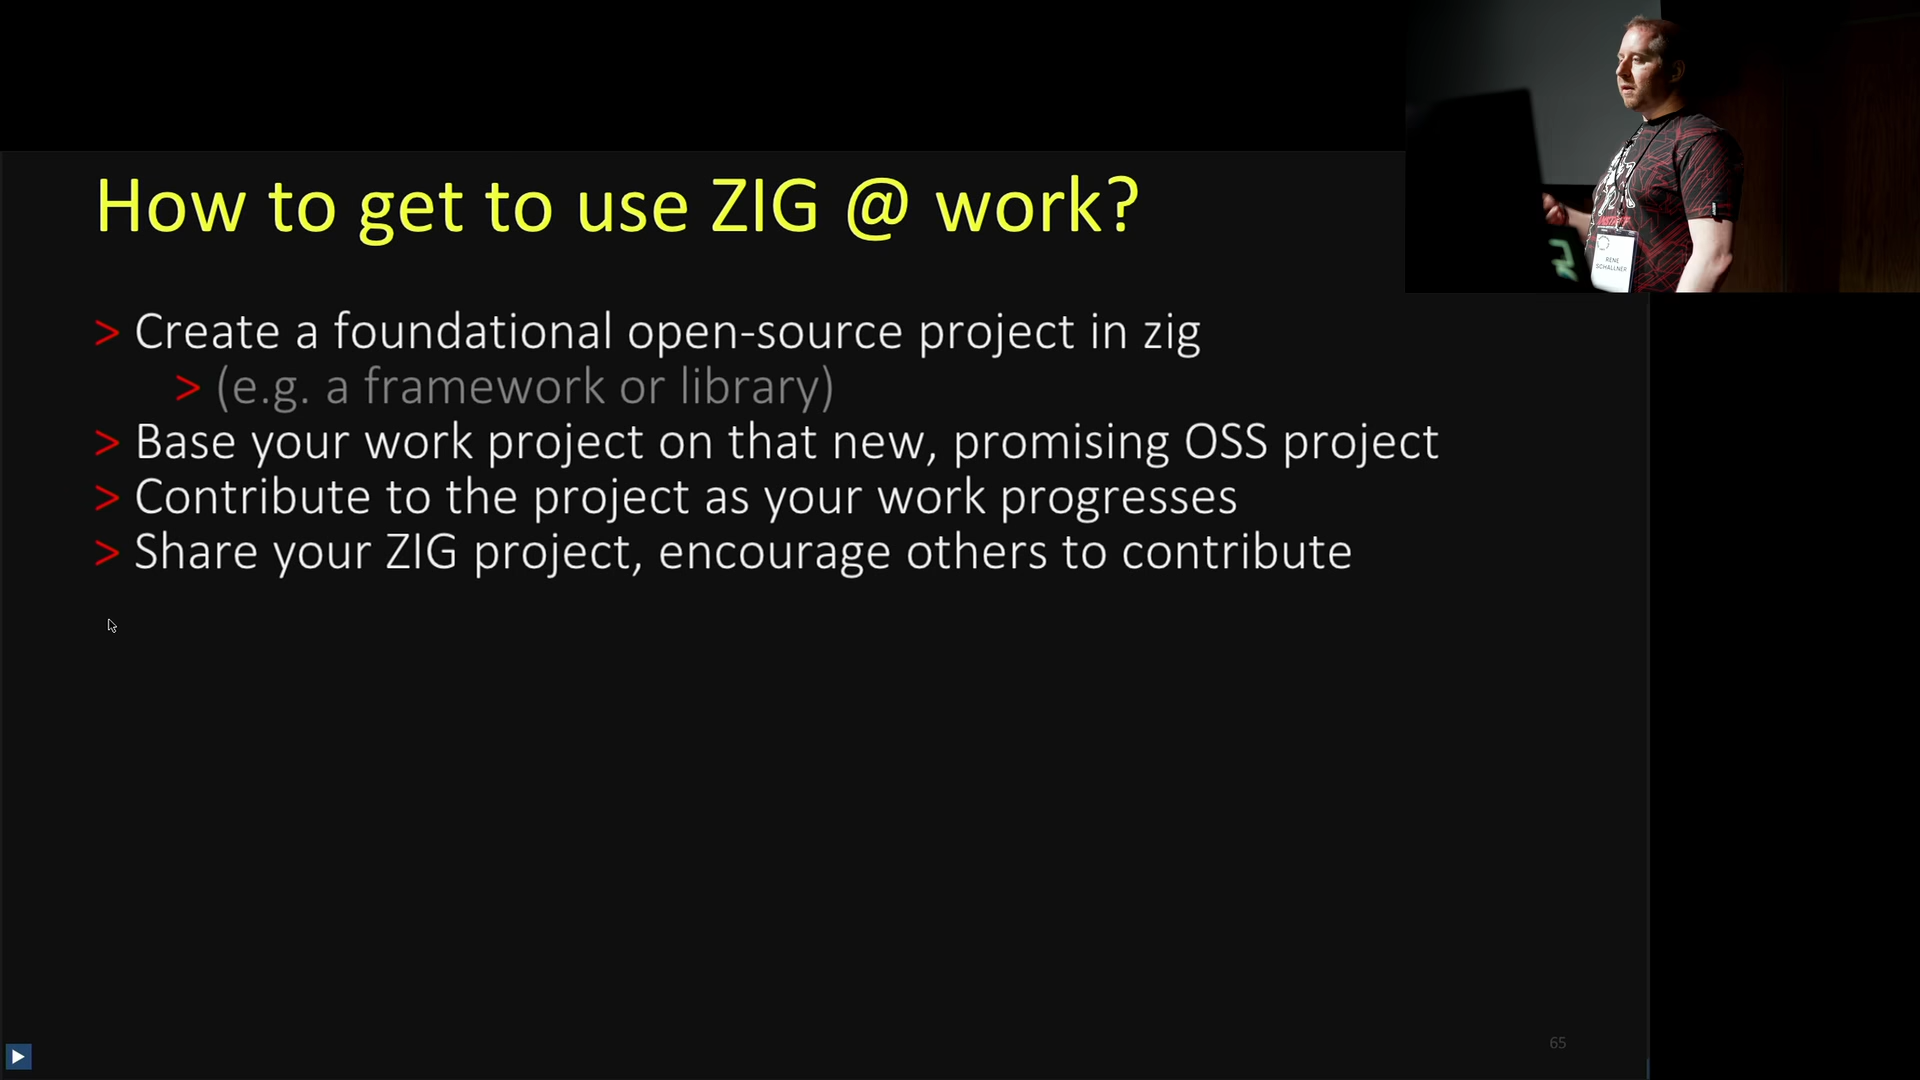 How to get to use ZIG @ work?
> Create a foundational open-source project in zig
> (e.g. a framework or library)
> Base your work project on that new, promising OSS project
> Contribute to the project as your work progresses
> Share your ZIG project, encourage others to contribute
65
RENE
SCHALLNER